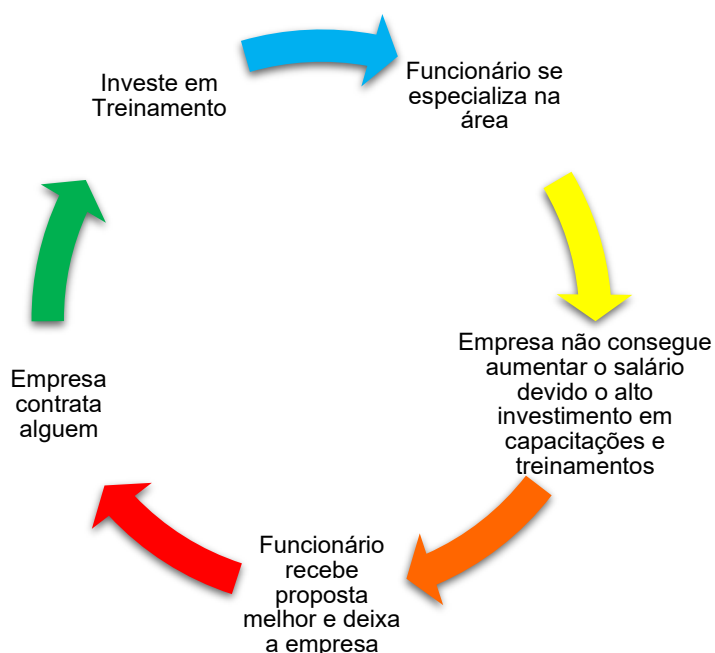 Investe em
Treinamento
Funcionário se
especializa na
área
Empresa não consegue
aumentar o salário
devido o alto
investimento em
capacitações e
treinamentos
Funcionário
recebe
proposta
melhor e deixa
a empresa
Empresa
contrata
alguem